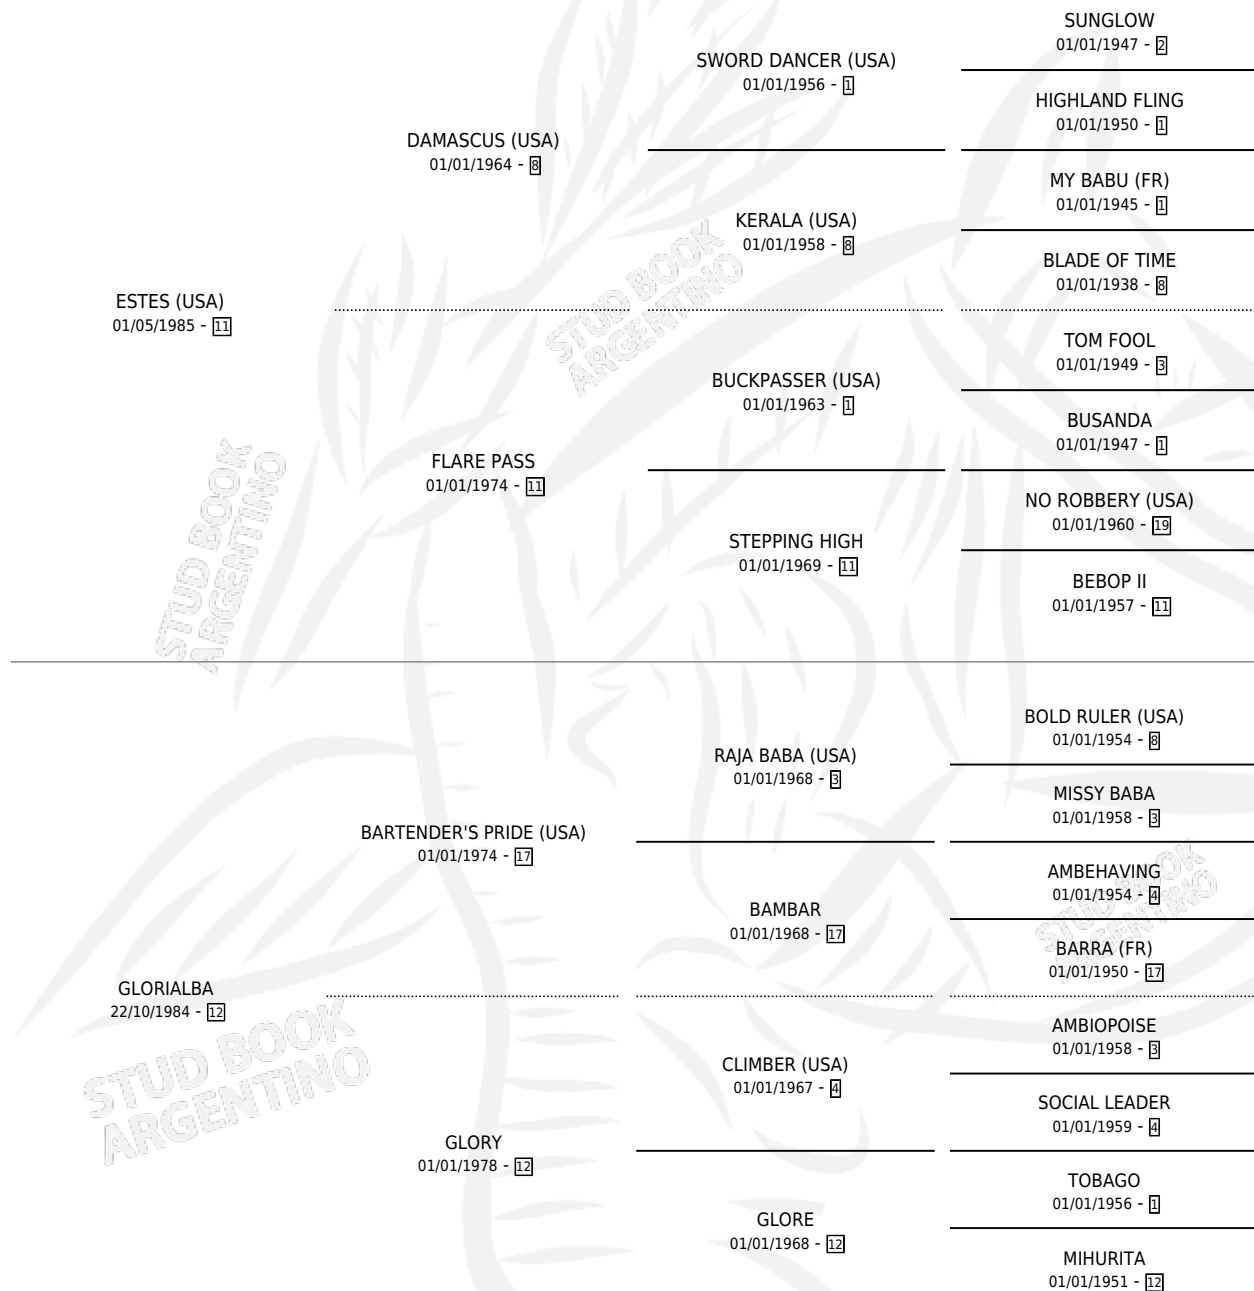 SUNGLOW
01/01/1947 - 2
SWORD DANCER (USA)
01/01/1956 - 1
HIGHLAND FLING
01/01/1950 - 1
DAMASCUS (USA)
01/01/1964 - 8
MY BABU (FR)
01/01/1945 - 1
KERALA (USA)
01/01/1958 - 8
BLADE OF TIME
01/01/1938 - 8
ESTES (USA)
01/05/1985 - 11
TOM FOOL
01/01/1949 - 3
BUCKPASSER (USA)
01/01/1963 - 1
BUSANDA
01/01/1947 - 1
FLARE PASS
01/01/1974 - 11
NO ROBBERY (USA)
01/01/1960 - 19
STEPPING HIGH
01/01/1969 - 11
BEBOP II
01/01/1957 - 11
BOLD RULER (USA)
01/01/1954 - 8
RAJA BABA (USA)
01/01/1968 - 3
MISSY BABA
01/01/1958 - 3
BARTENDER'S PRIDE (USA)
01/01/1974 - 17
AMBEHAVING
01/01/1954 - 4
BAMBAR
01/01/1968 - 17
BARRA (FR)
01/01/1950 - 17
GLORIALBA
22/10/1984 - 12
AMBIOPOISE
01/01/1958 - 3
CLIMBER (USA)
01/01/1967 - 4
SOCIAL LEADER
01/01/1959 - 4
GLORY
01/01/1978 - 12
TOBAGO
01/01/1956 - 1
GLORE
01/01/1968 - 12
MIHURITA
01/01/1951 - 12
STUD BOOK
ARGENTINO
STUD BOOK
ARGENTINO
STUD BOOK
ARGENTINO
STUD BOOK
ARGENTINO